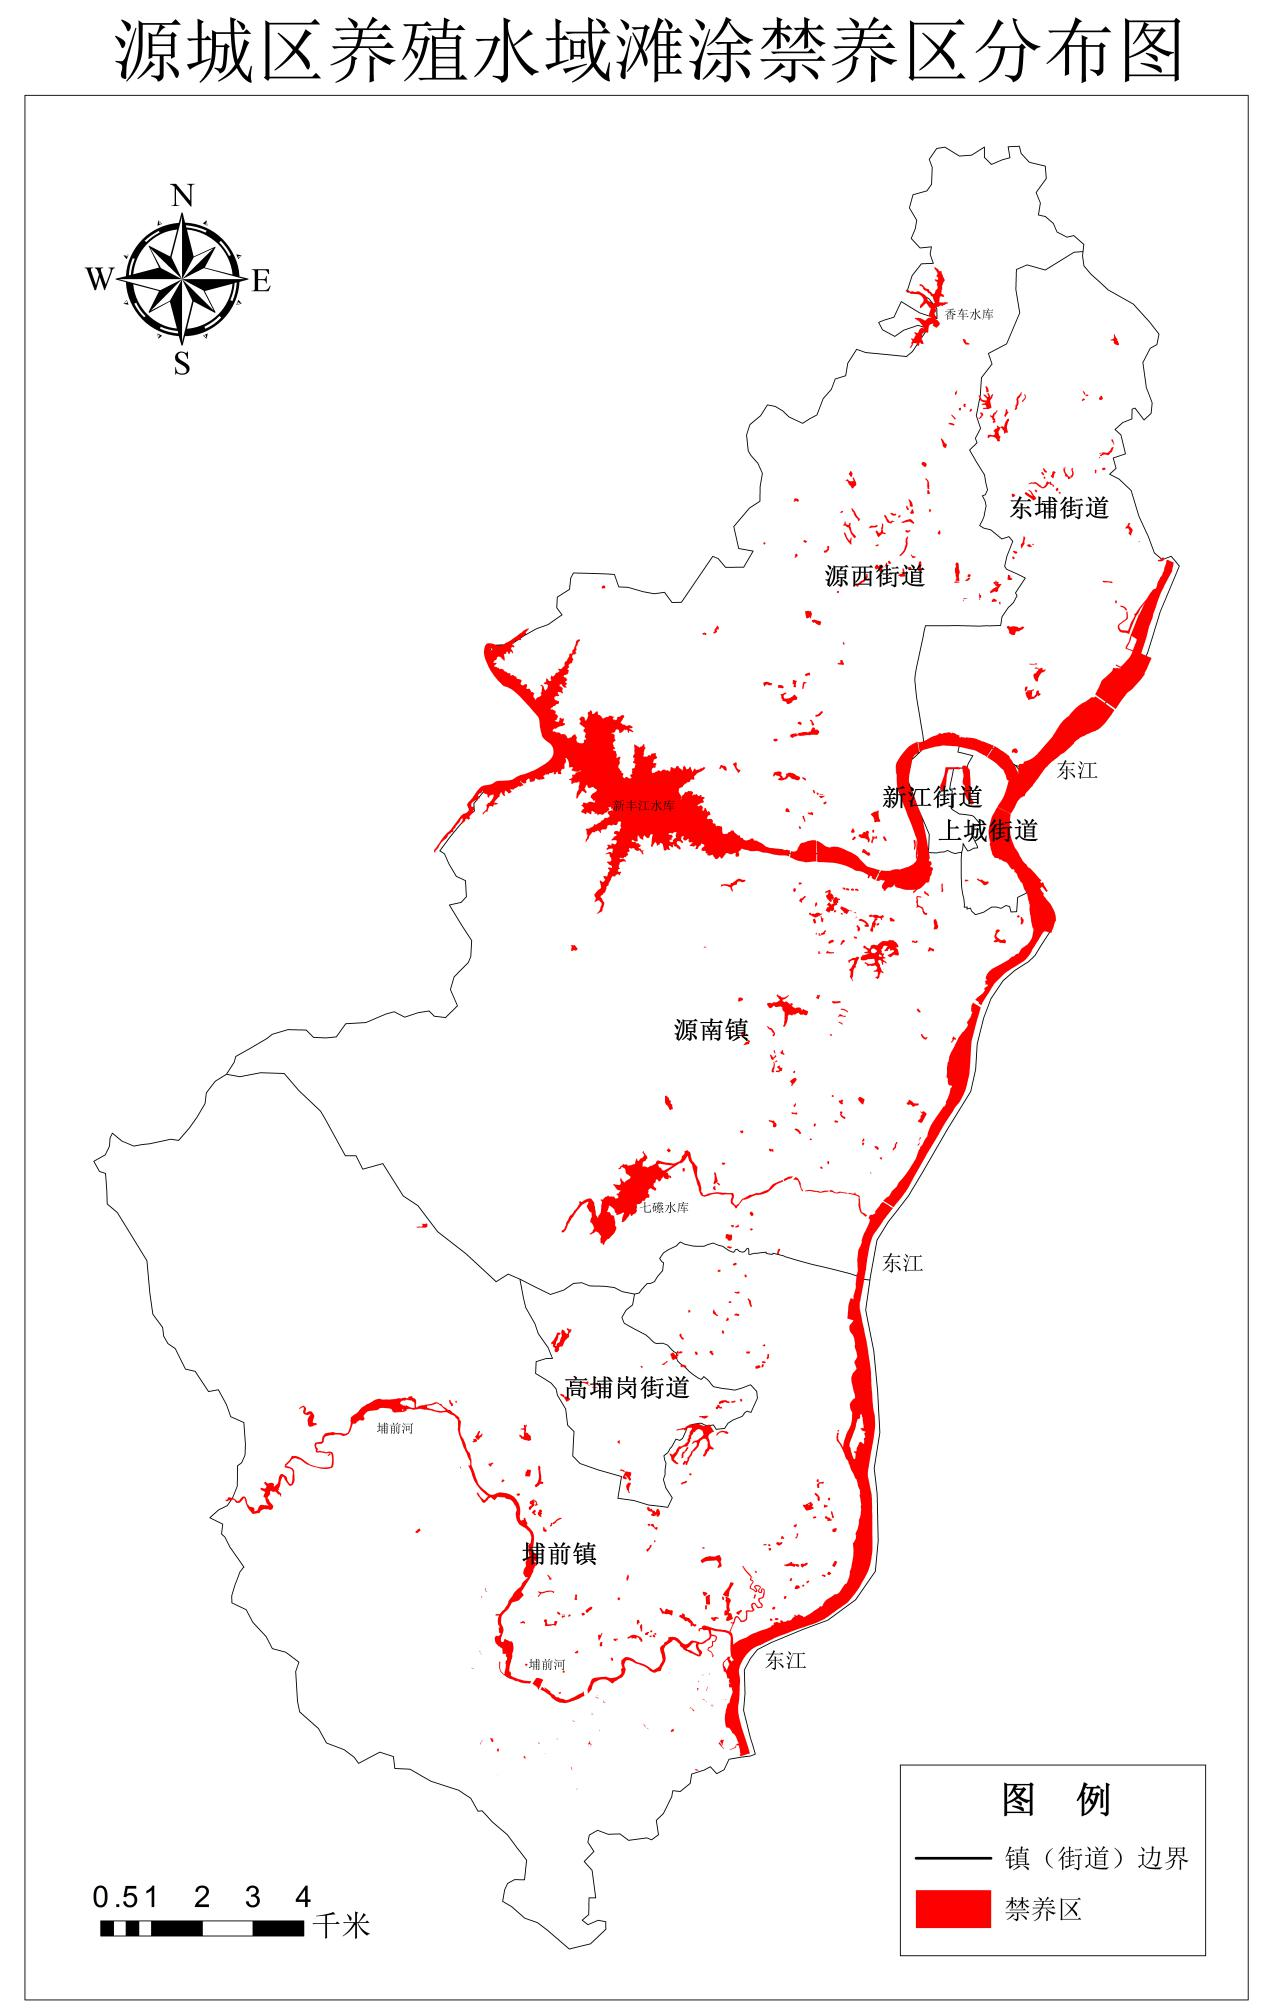 源城区养殖水域滩涂禁养区分布图
N
W
E
S
香车水库
东埔街道
源西街道
东江
新江街道
新丰江水库
上城街道
源南镇
七礤水库
东江
高埔岗街道
埔前河
埔前镇
埔前河
东江
图 例
镇（街道）边界
禁养区
0 .5 1 2 3 4
千米